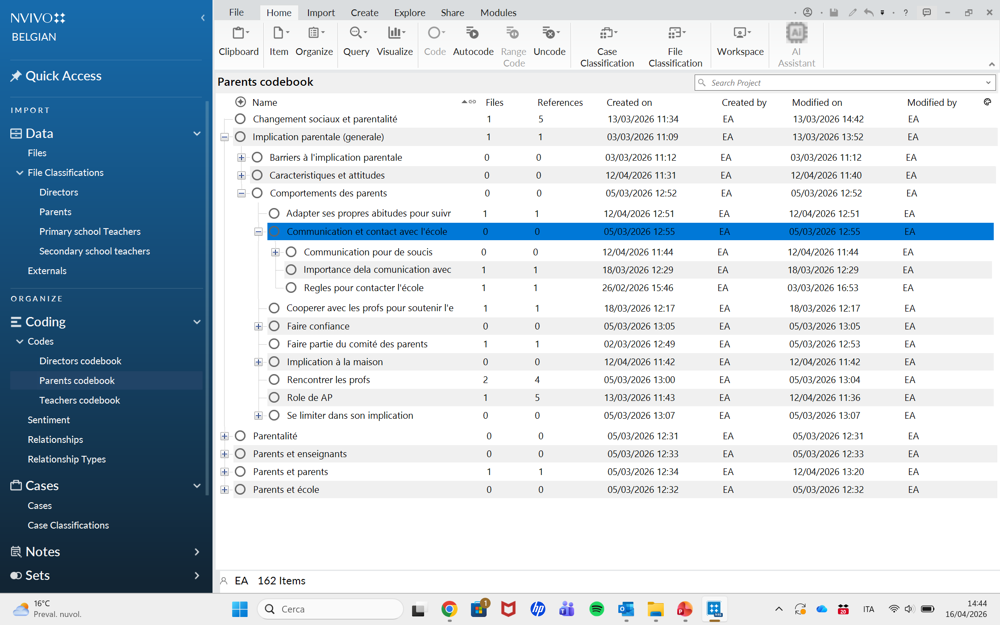 NVIVO
BELGIAN
Quick Access
IMPORT
Data
Files
File Classifications
Directors
Parents
Primary school Teachers
Secondary school teachers
Externals
ORGANIZE
Coding
Codes
Directors codebook
Parents codebook
Teachers codebook
Sentiment
Relationships
Relationship Types
Cases
Cases
Case Classifications
Notes
Sets
File Home Import Create Explore Share Modules
Clipboard Item Organize Query Visualize Code Autocode Range Code Uncode Case Classification File Classification Workspace AI Assistant
Parents codebook
Search Project
Name Files References Created on Created by Modified on Modified by
Changement sociaux et parentalité 1 5 13/03/2026 11:34 EA 13/03/2026 14:42 EA
Implication parentale (generale) 1 1 03/03/2026 11:09 EA 13/03/2026 13:52 EA
Barriers à l'implication parentale 0 0 03/03/2026 11:12 EA 03/03/2026 11:12 EA
Caracteristiques et attitudes 0 0 12/04/2026 11:31 EA 12/04/2026 11:40 EA
Comportements des parents 0 0 05/03/2026 12:52 EA 05/03/2026 12:52 EA
Adapter ses propres abitudes pour suivr 1 1 12/04/2026 12:51 EA 12/04/2026 12:51 EA
Communication et contact avec l'école 0 0 05/03/2026 12:55 EA 05/03/2026 12:55 EA
Communication pour de soucis 0 0 12/04/2026 11:44 EA 12/04/2026 11:44 EA
Importance dela comunication avec 1 1 18/03/2026 12:29 EA 18/03/2026 12:29 EA
Regles pour contacter l'école 1 1 26/02/2026 15:46 EA 03/03/2026 16:53 EA
Cooperer avec les profs pour soutenir l'e 1 1 18/03/2026 12:17 EA 18/03/2026 12:17 EA
Faire confiance 0 0 05/03/2026 13:05 EA 05/03/2026 13:05 EA
Faire partie du comité des parents 1 1 02/03/2026 12:49 EA 05/03/2026 12:53 EA
Implication à la maison 0 0 12/04/2026 11:42 EA 12/04/2026 11:42 EA
Rencontrer les profs 2 4 05/03/2026 13:00 EA 05/03/2026 13:04 EA
Role de AP 1 5 13/03/2026 11:43 EA 12/04/2026 11:36 EA
Se limiter dans son implication 0 0 05/03/2026 13:07 EA 05/03/2026 13:07 EA
Parentalité 0 0 05/03/2026 12:31 EA 05/03/2026 12:31 EA
Parents et enseignants 0 0 05/03/2026 12:33 EA 05/03/2026 12:33 EA
Parents et parents 1 1 05/03/2026 12:34 EA 12/04/2026 13:20 EA
Parents et école 0 0 05/03/2026 12:32 EA 05/03/2026 12:32 EA
EA 162 Items
16°C
Preval. nuvol.
Cerca
1
20
ITA
14:44
16/04/2026